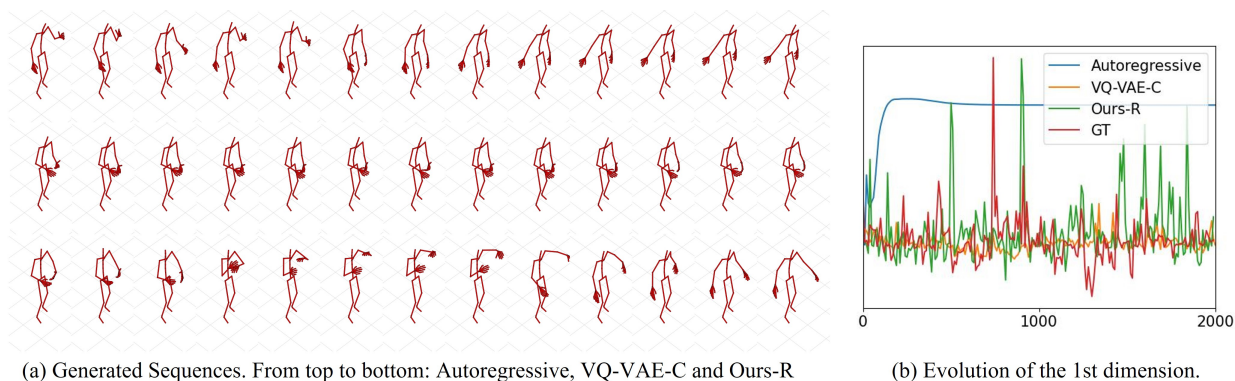 Autoregressive
VQ-VAE-C
Ours-R
GT
0
1000
2000
(a) Generated Sequences. From top to bottom: Autoregressive, VQ-VAE-C and Ours-R
(b) Evolution of the 1st dimension.